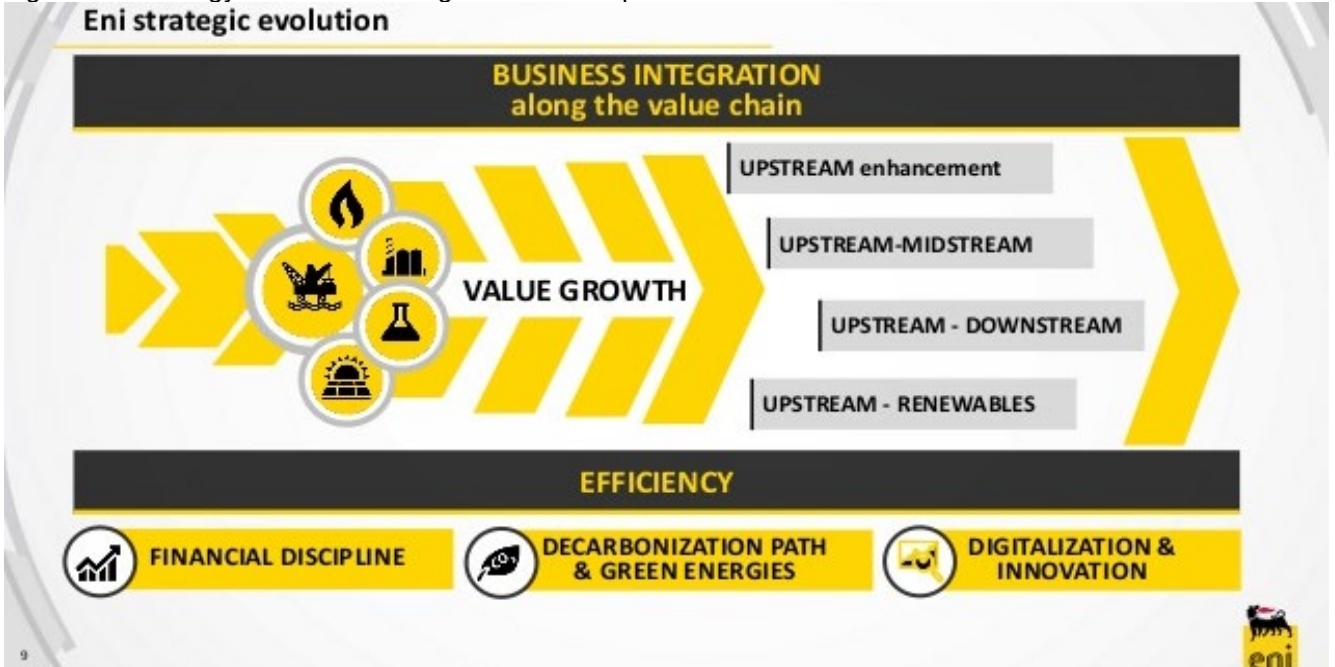 Eni strategic evolution
BUSINESS INTEGRATION
along the value chain
UPSTREAM enhancement
UPSTREAM-MIDSTREAM
VALUE GROWTH
UPSTREAM - DOWNSTREAM
UPSTREAM - RENEWABLES
EFFICIENCY
FINANCIAL DISCIPLINE
DECARBONIZATION PATH
& GREEN ENERGIES
DIGITALIZATION &
INNOVATION
9
eni